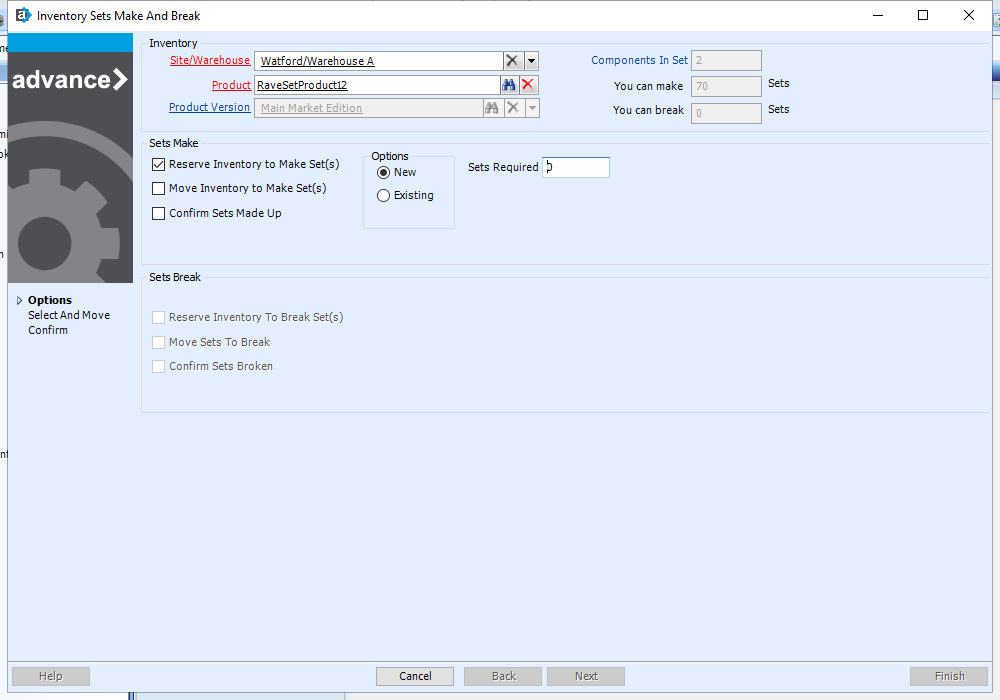 Inventory Sets Make And Break
advance
Inventory
Site/Warehouse Watford/Warehouse A
Components In Set 2
Product RaveSetProduct12
You can make 70 Sets
Product Version Main Market Edition
You can break 0 Sets
Sets Make
Reserve Inventory to Make Set(s)
Move Inventory to Make Set(s)
Confirm Sets Made Up
Options
New
Existing
Sets Required
Sets Break
Reserve Inventory To Break Set(s)
Move Sets To Break
Confirm Sets Broken
Options
Select And Move
Confirm
Help
Cancel
Back
Next
Finish